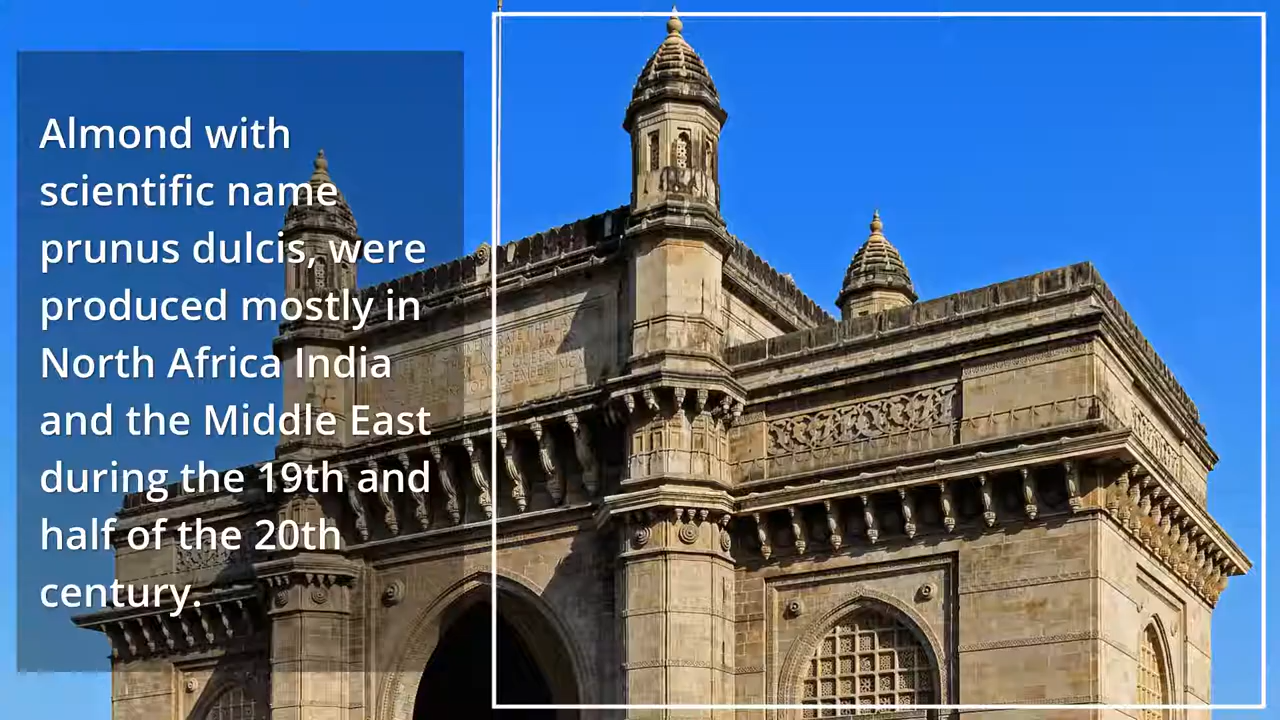 Almond with
scientific name
prunus dulcis, were
produced mostly in
North Africa India
and the Middle East
during the 19th and
half of the 20th
century.